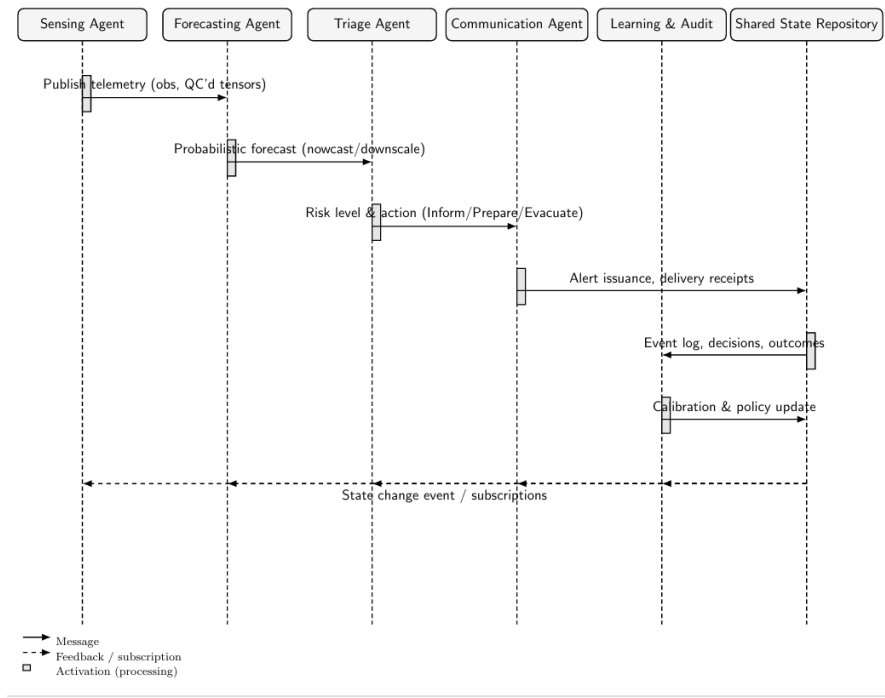 Sensing Agent
Forecasting Agent
Triage Agent
Communication Agent
Learning & Audit
Shared State Repository
Publish telemetry (obs, QC'd tensors)
Probabilistic forecast (nowcast/downscale)
Risk level & action (Inform/Prepare/Evacuate)
Alert issuance, delivery receipts
Event log, decisions, outcomes
Calibration & policy update
State change event / subscriptions
Message
Feedback / subscription
Activation (processing)